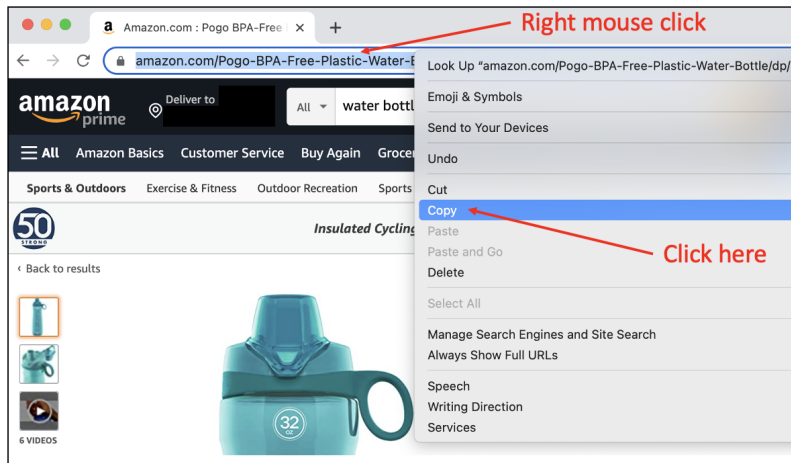 Amazon.com : Pogo BPA-Free
Right mouse click
amazon.com/Pogo-BPA-Free-Plastic-Water-B
Look Up “amazon.com/Pogo-BPA-Free-Plastic-Water-Bottle/dp/
amazon prime
Deliver to
All
water bottl
Emoji & Symbols
Send to Your Devices
All Amazon Basics Customer Service Buy Again Grocer
Undo
Sports & Outdoors Exercise & Fitness Outdoor Recreation Sports
Cut
Copy
50
STRONG
Insulated Cycling
Paste
Paste and Go
Click here
Delete
‹ Back to results
Select All
Manage Search Engines and Site Search
Always Show Full URLs
Speech
Writing Direction
Services
32
oz
6 VIDEOS